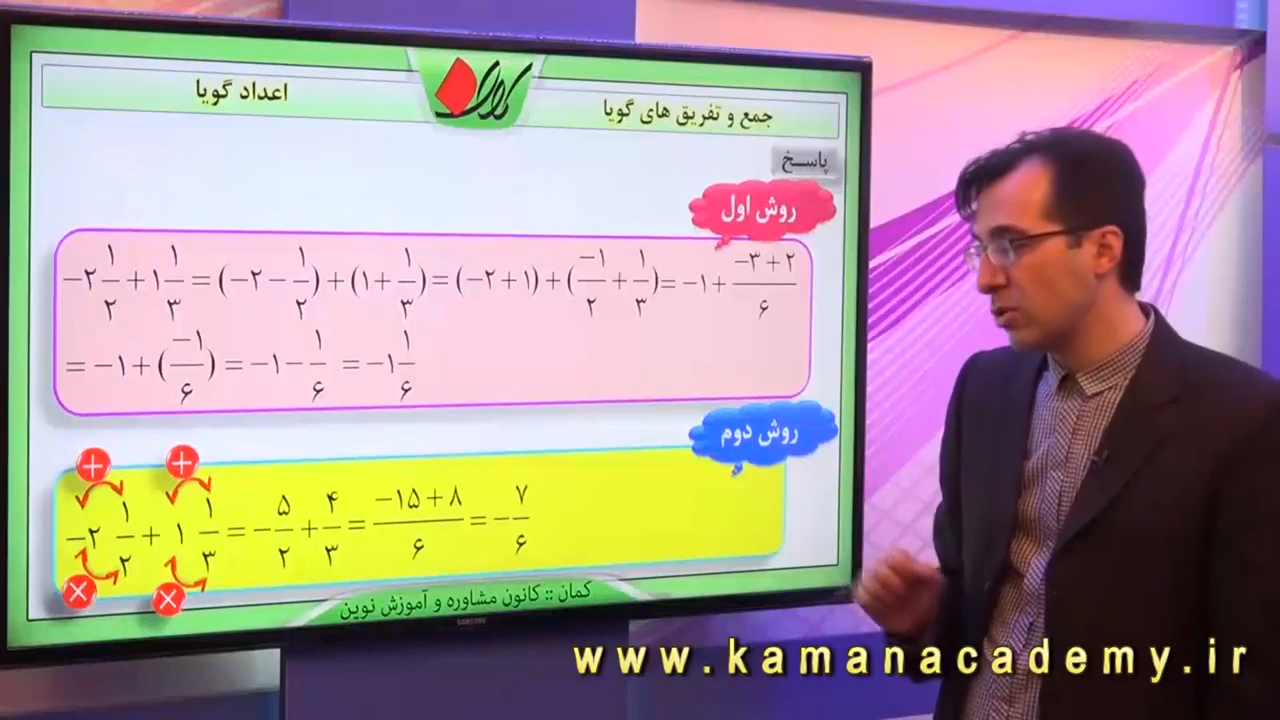 جمع و تفریق های گویا
اعداد گویا
پاسخ
روش اول
−۲ ۱/۲ + ۱ ۱/۳ = (−۲ − ۱/۲) + (۱ + ۱/۳) = (−۲ + ۱) + (−۱/۲ + ۱/۳) = −۱ + (−۳ + ۲)/۶
= −۱ + (−۱/۶) = −۱ − ۱/۶ = −۱ ۱/۶
روش دوم
−۲ ۱/۲ + ۱ ۱/۳ = −۵/۲ + ۴/۳ = (−۱۵ + ۸)/۶ = −۷/۶
کمان :: کانون مشاوره و آموزش نوین
SAMSUNG
www.kamanacademy.ir